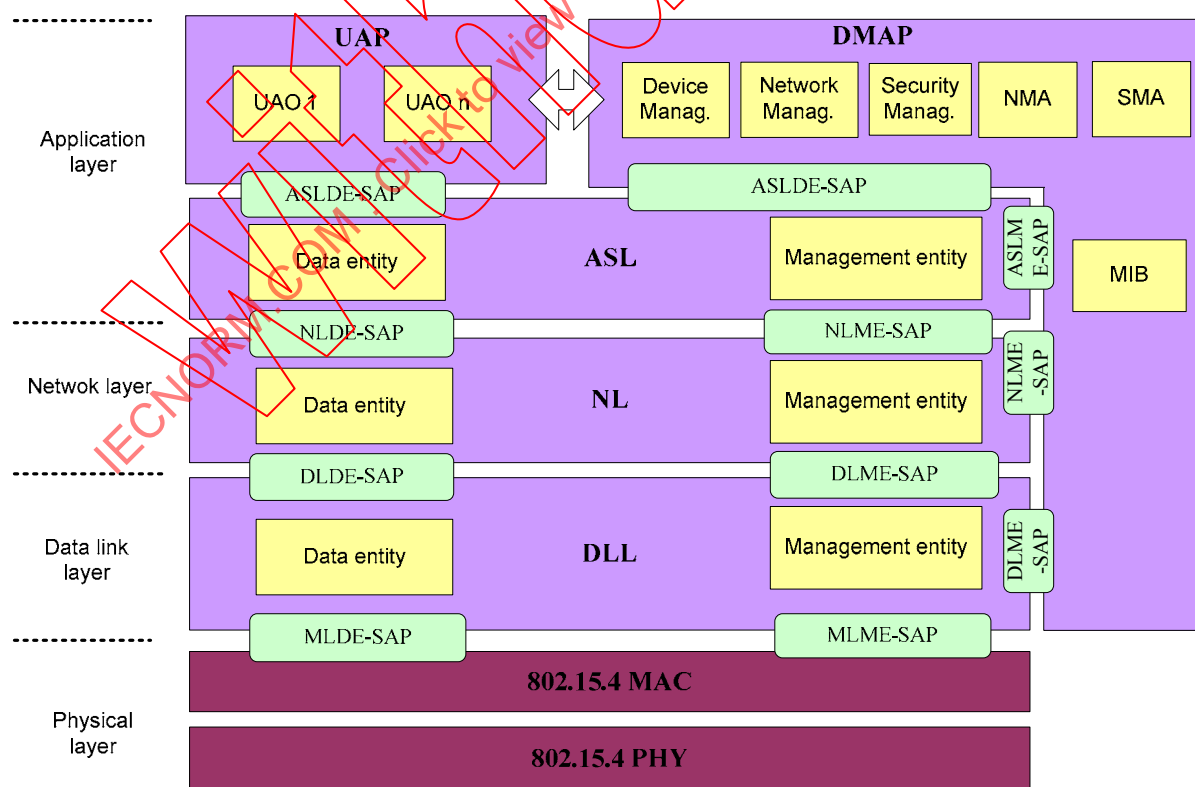 UAP
DMAP
UAO 1
UAO n
Device
Manag.
Network
Manag.
Security
Manag.
NMA
SMA
Application
layer
ASLDE-SAP
ASLDE-SAP
Data entity
ASL
Management entity
ASLM
E-SAP
MIB
NLDE-SAP
NLME-SAP
Netwok layer
Data entity
NL
Management entity
NLME
-SAP
DLDE-SAP
DLME-SAP
Data link
layer
Data entity
DLL
Management entity
DLME
-SAP
MLDE-SAP
MLME-SAP
802.15.4 MAC
Physical
layer
802.15.4 PHY
IECNORM.COM : Click to view